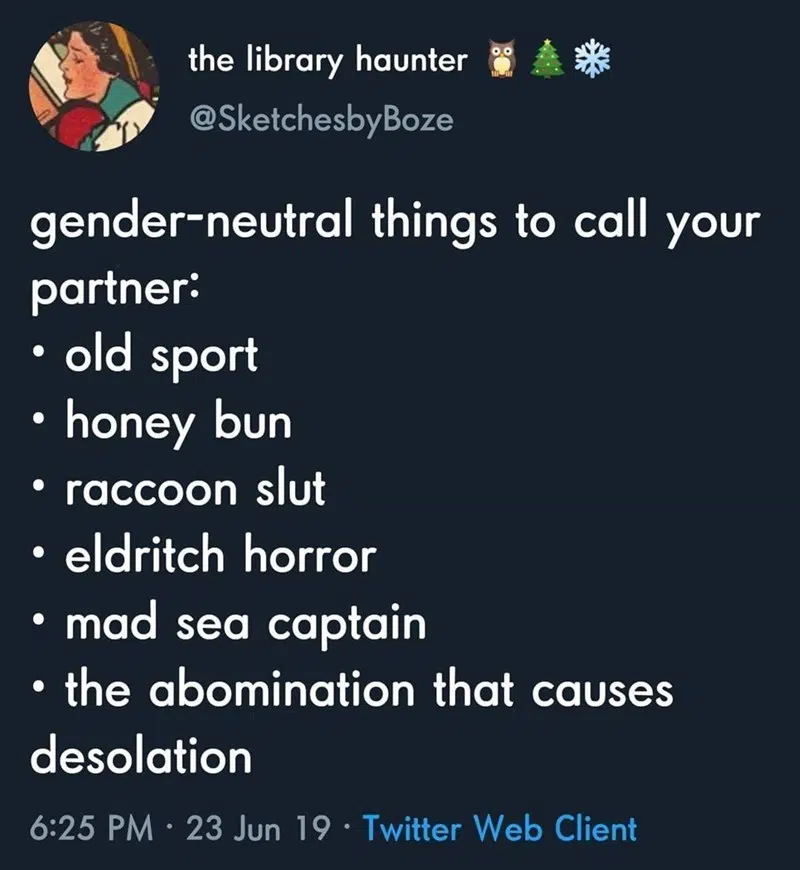 the library haunter 🦉🎄❄️
@SketchesbyBoze
gender-neutral things to call your
partner:
• old sport
• honey bun
• raccoon slut
• eldritch horror
• mad sea captain
• the abomination that causes
desolation
6:25 PM · 23 Jun 19 · Twitter Web Client